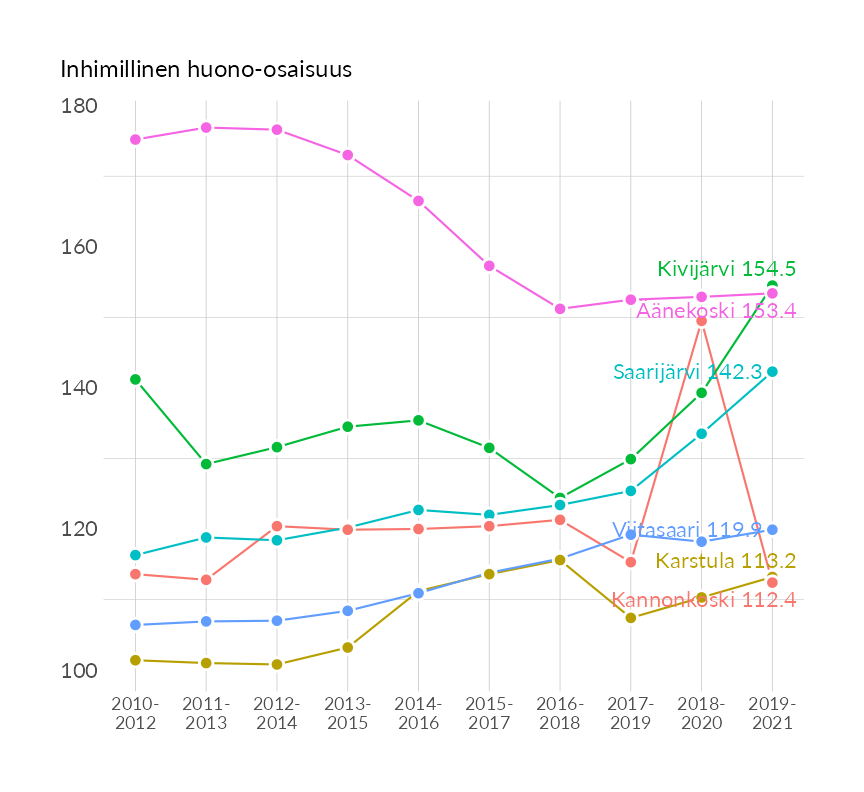 Inhimillinen huono-osaisuus
180
160
Kivijärvi 154.5
Äänekoski 153.4
Saarijärvi 142.3
140
120
Viitasaari 119.9
Karstula 113.2
Kannonkoski 112.4
100
2010- 2011- 2012- 2013- 2014- 2015- 2016- 2017- 2018- 2019-
2012 2013 2014 2015 2016 2017 2018 2019 2020 2021